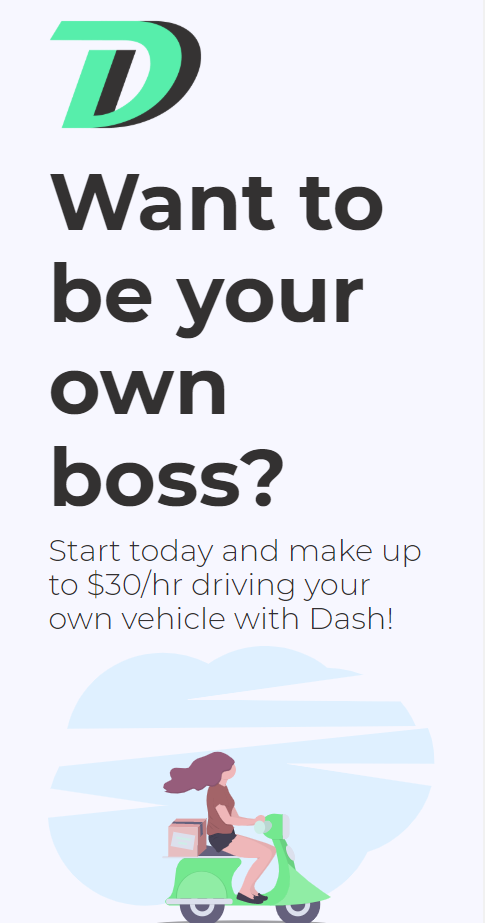 D
Want to
be your
own
boss?
Start today and make up
to $30/hr driving your
own vehicle with Dash!